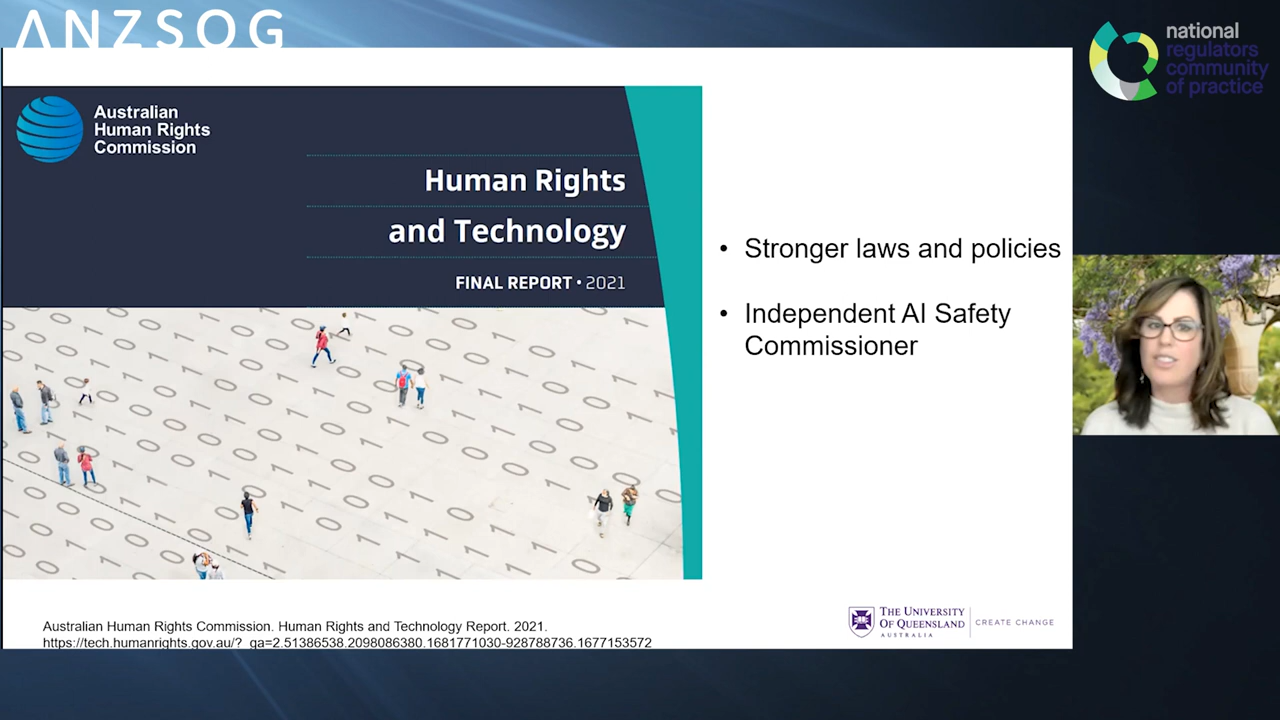 ANZSOG
national
regulators
community
of practice
Australian
Human Rights
Commission
Human Rights
and Technology
FINAL REPORT • 2021
• Stronger laws and policies
• Independent AI Safety
Commissioner
Australian Human Rights Commission. Human Rights and Technology Report. 2021.
https://tech.humanrights.gov.au/?_ga=2.51386538.2098086380.1681771030-928788736.1677153572
THE UNIVERSITY
OF QUEENSLAND
AUSTRALIA
CREATE CHANGE